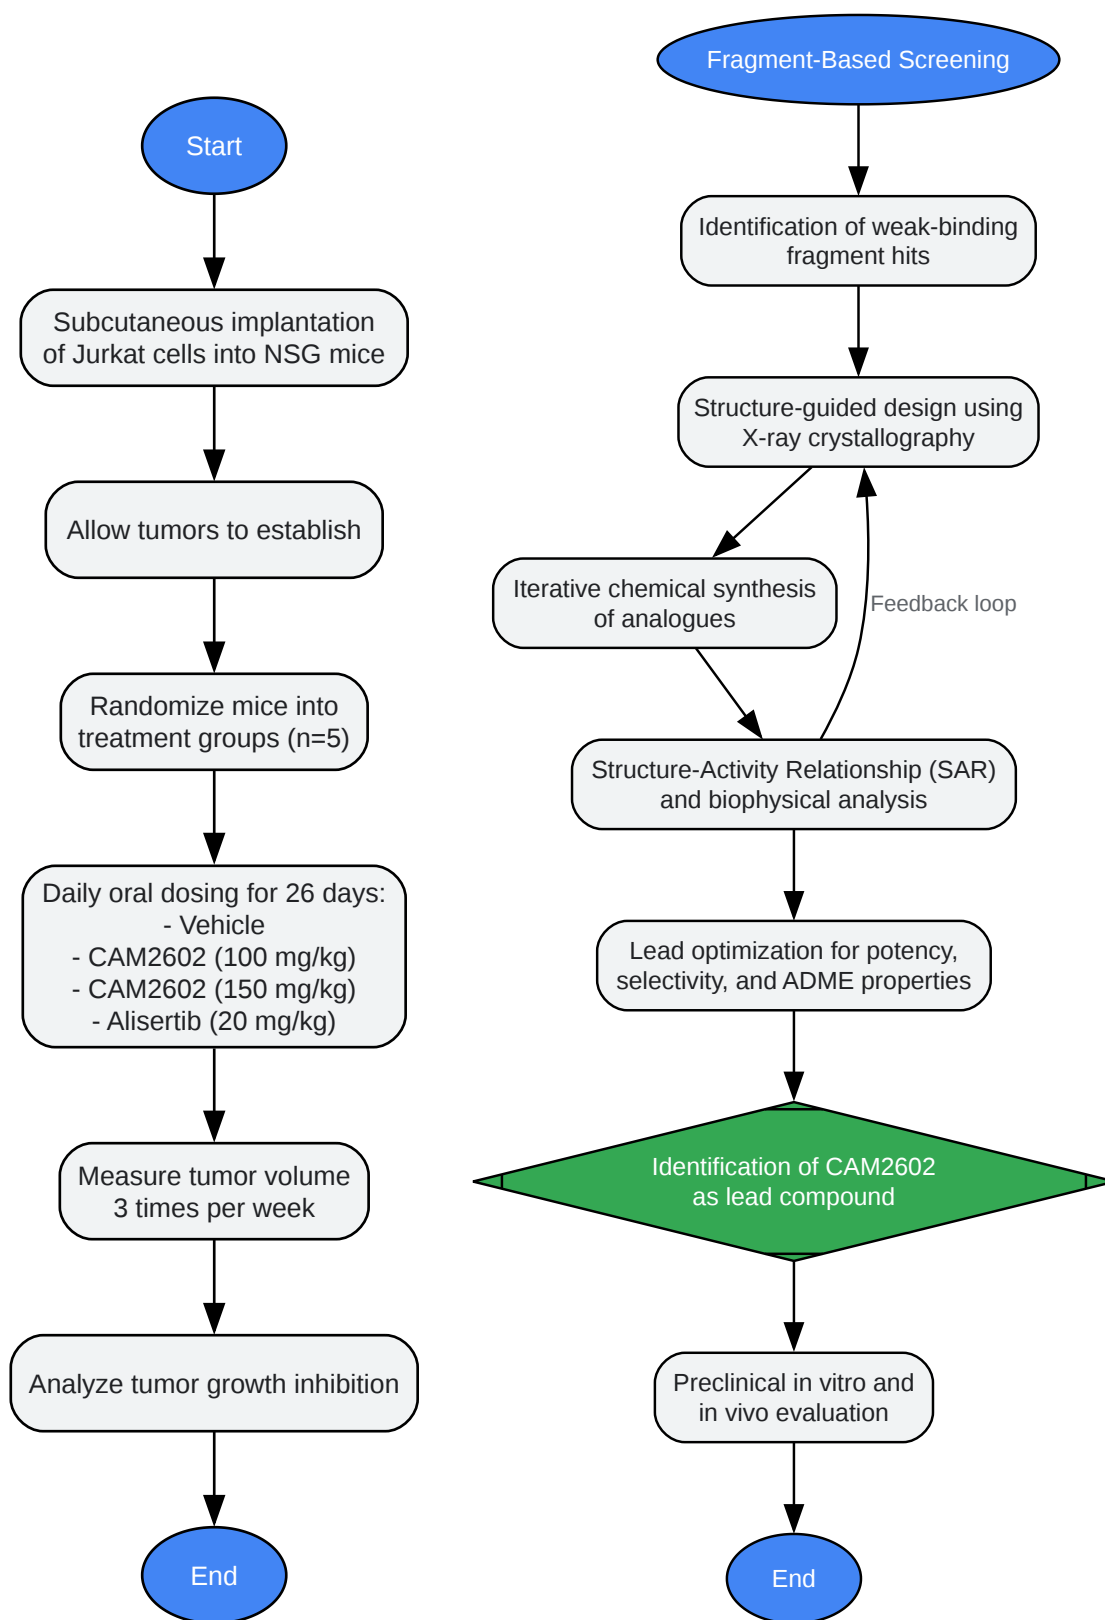 Start
Subcutaneous implantation
of Jurkat cells into NSG mice
Allow tumors to establish
Randomize mice into
treatment groups (n=5)
Daily oral dosing for 26 days:
- Vehicle
- CAM2602 (100 mg/kg)
- CAM2602 (150 mg/kg)
- Alisertib (20 mg/kg)
Measure tumor volume
3 times per week
Analyze tumor growth inhibition
End
Fragment-Based Screening
Identification of weak-binding
fragment hits
Structure-guided design using
X-ray crystallography
Iterative chemical synthesis
of analogues
Feedback loop
Structure-Activity Relationship (SAR)
and biophysical analysis
Lead optimization for potency,
selectivity, and ADME properties
Identification of CAM2602
as lead compound
Preclinical in vitro and
in vivo evaluation
End